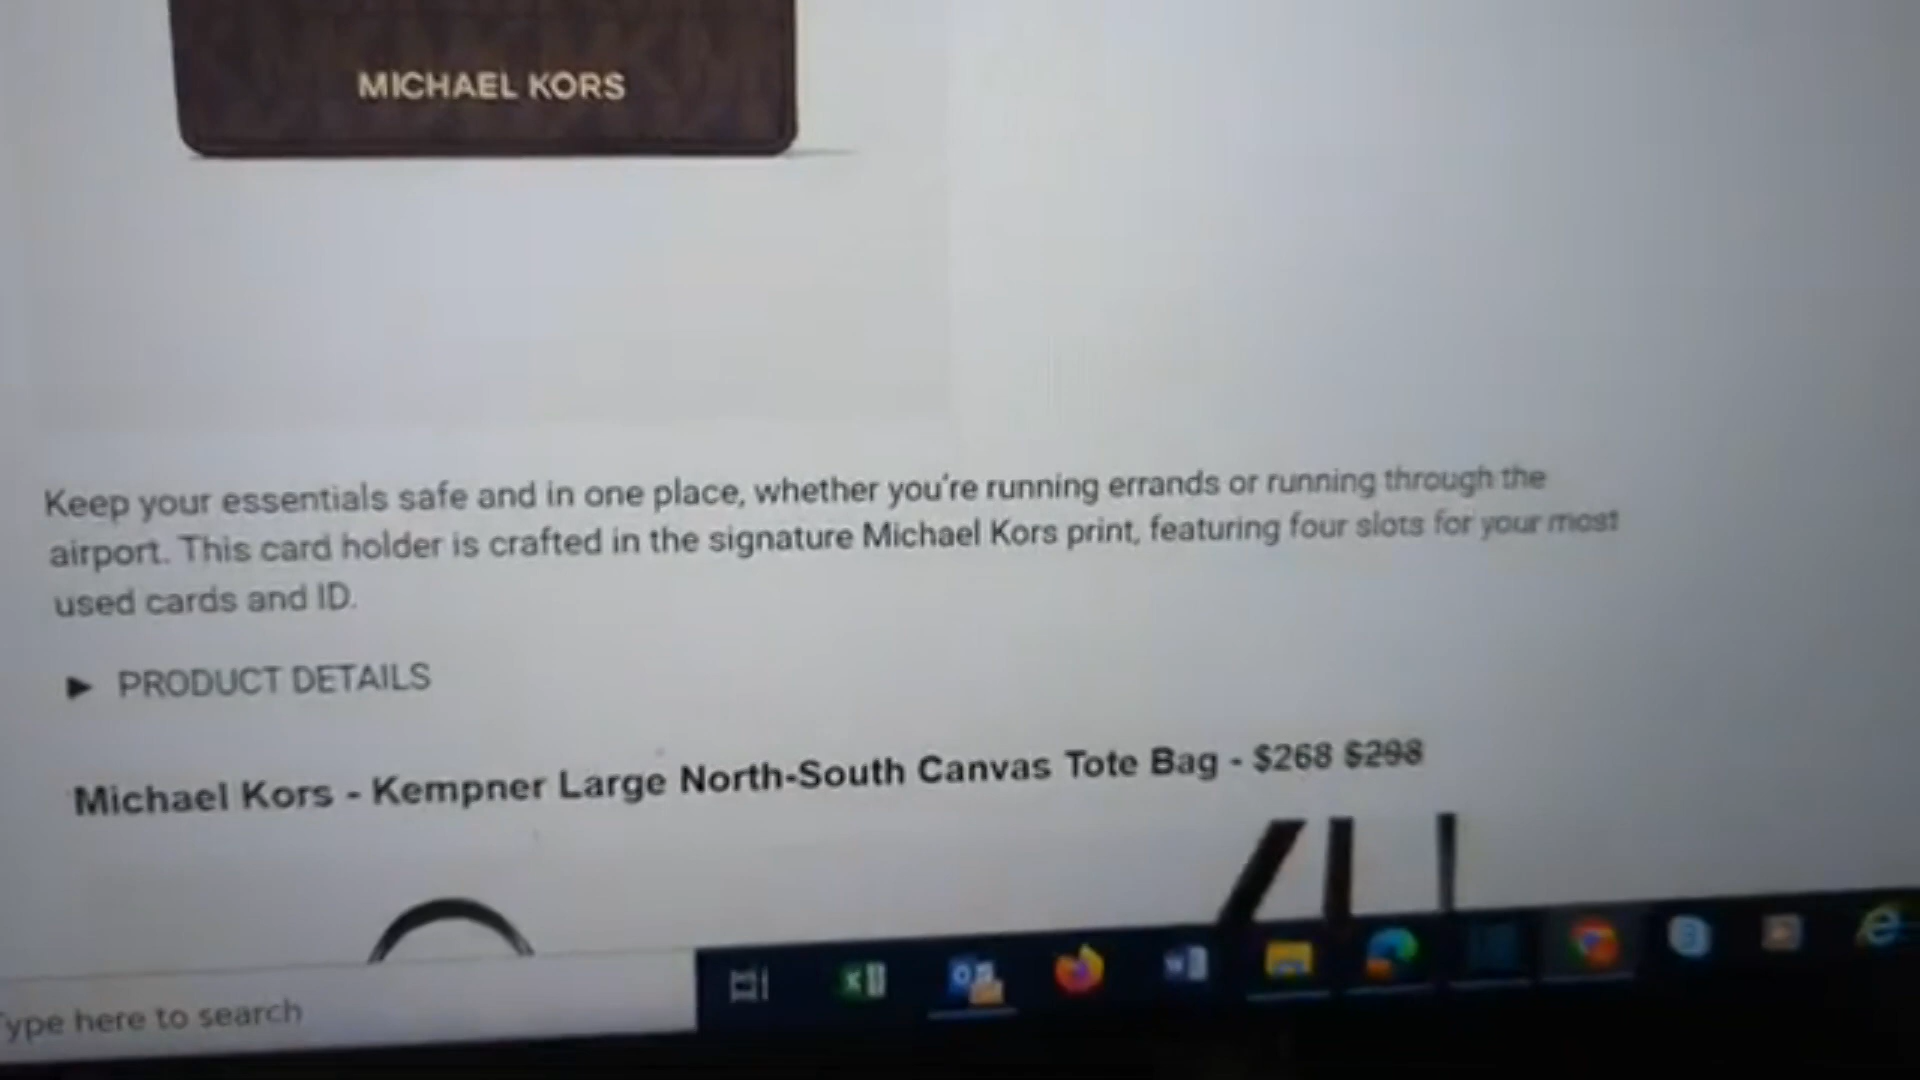 MICHAEL KORS
Keep your essentials safe and in one place, whether you're running errands or running through the
airport. This card holder is crafted in the signature Michael Kors print, featuring four slots for your most
used cards and ID.
► PRODUCT DETAILS
Michael Kors - Kempner Large North-South Canvas Tote Bag - $268 $298
Type here to search